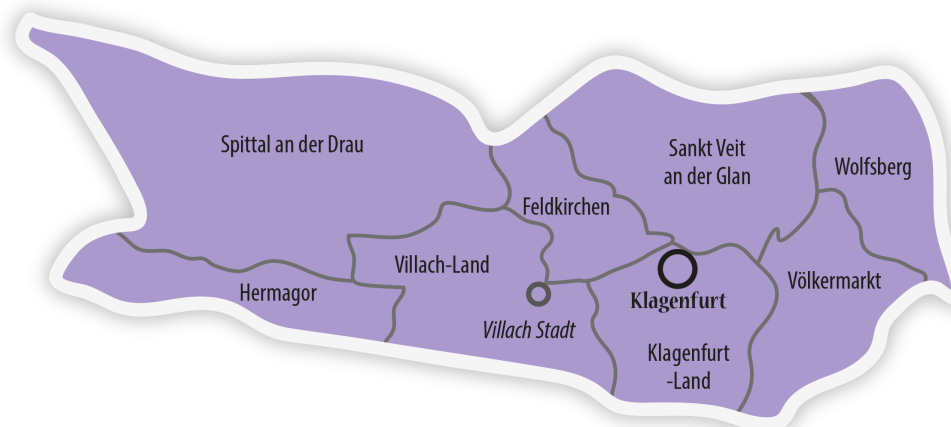 Spittal an der Drau
Sankt Veit
an der Glan
Wolfsberg
Feldkirchen
Villach-Land
Hermagor
Völkermarkt
Klagenfurt
Villach Stadt
Klagenfurt
-Land